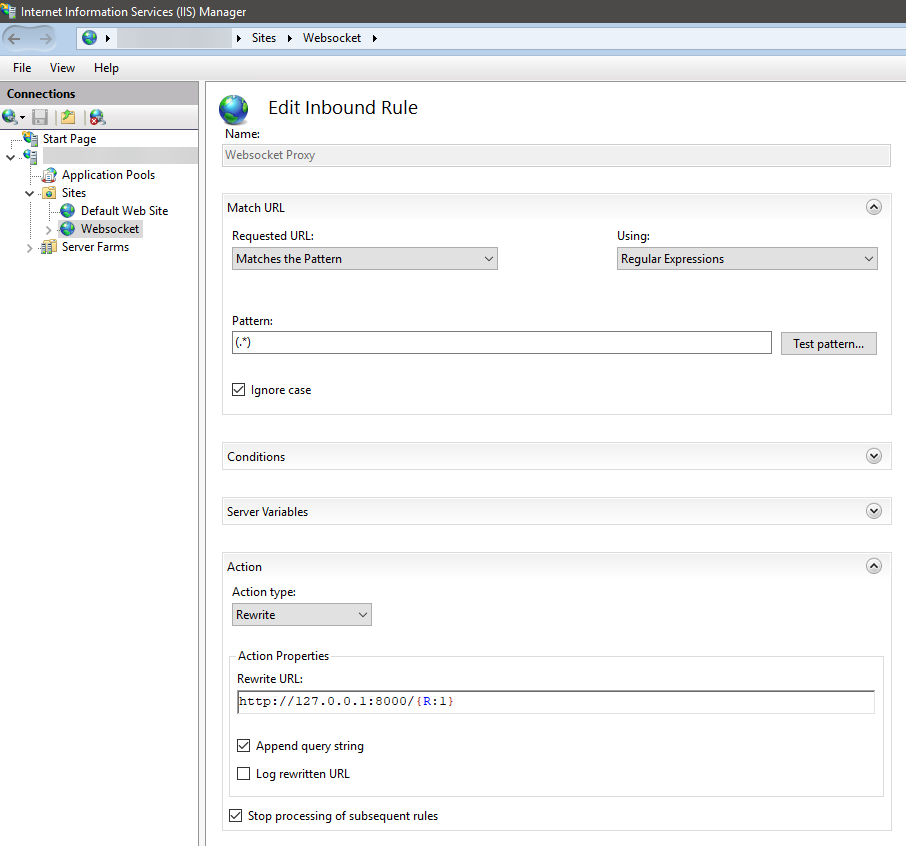 Internet Information Services (IIS) Manager
Sites Websocket
File View Help
Connections
Start Page
Application Pools
Sites
Default Web Site
Websocket
Server Farms
Edit Inbound Rule
Name:
Websocket Proxy
Match URL
Requested URL: Using:
Matches the Pattern Regular Expressions
Pattern:
(.*) Test pattern...
Ignore case
Conditions
Server Variables
Action
Action type:
Rewrite
Action Properties
Rewrite URL:
http://127.0.0.1:8000/{R:1}
Append query string
Log rewritten URL
Stop processing of subsequent rules